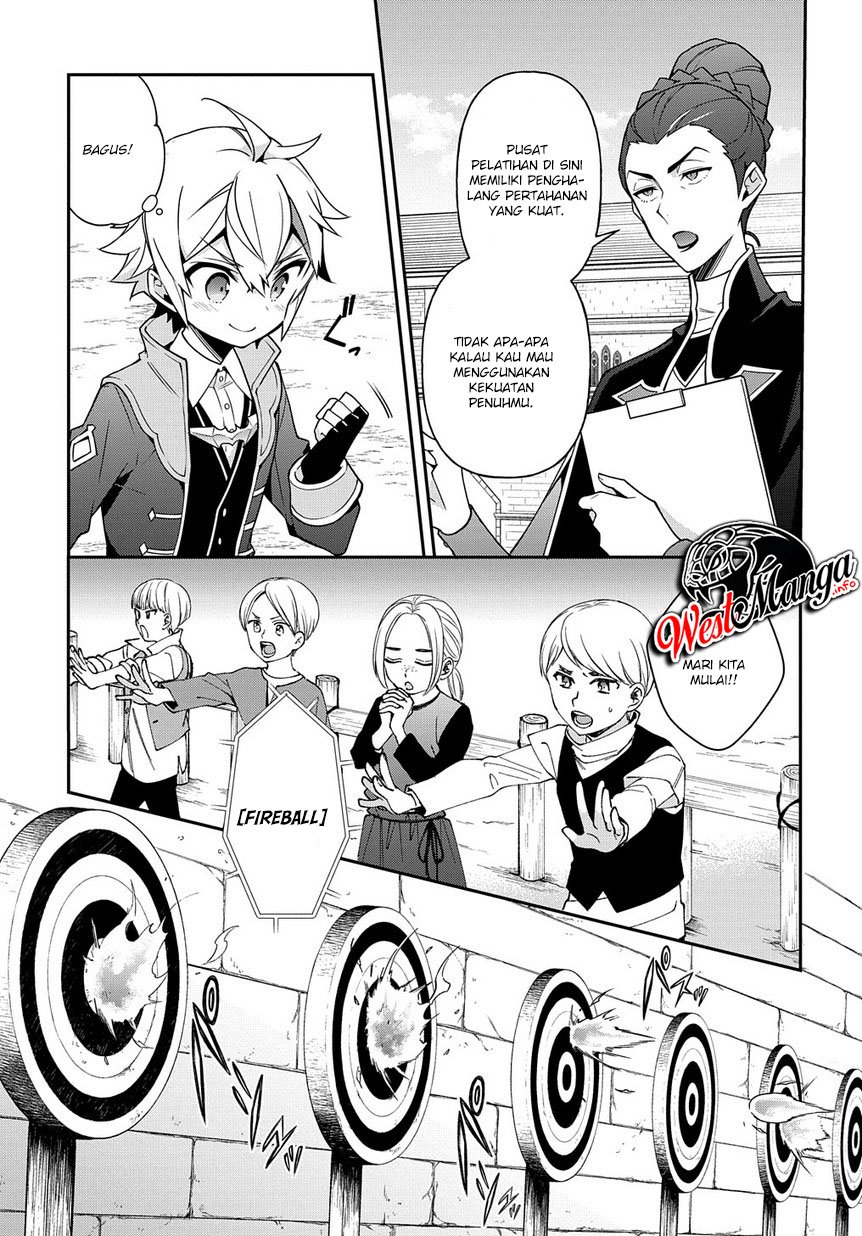 PUSAT
PELATIHAN DI SINI
MEMILIKI PENGHA-
LANG PERTAHANAN
YANG KUAT.
TIDAK APA-APA
KALAU KAU MAU
MENGGUNAKAN
KEKUATAN
PENUHMU.
BAGUS!
WestManga
.info
MARI KITA
MULAI!!
[FIREBALL]